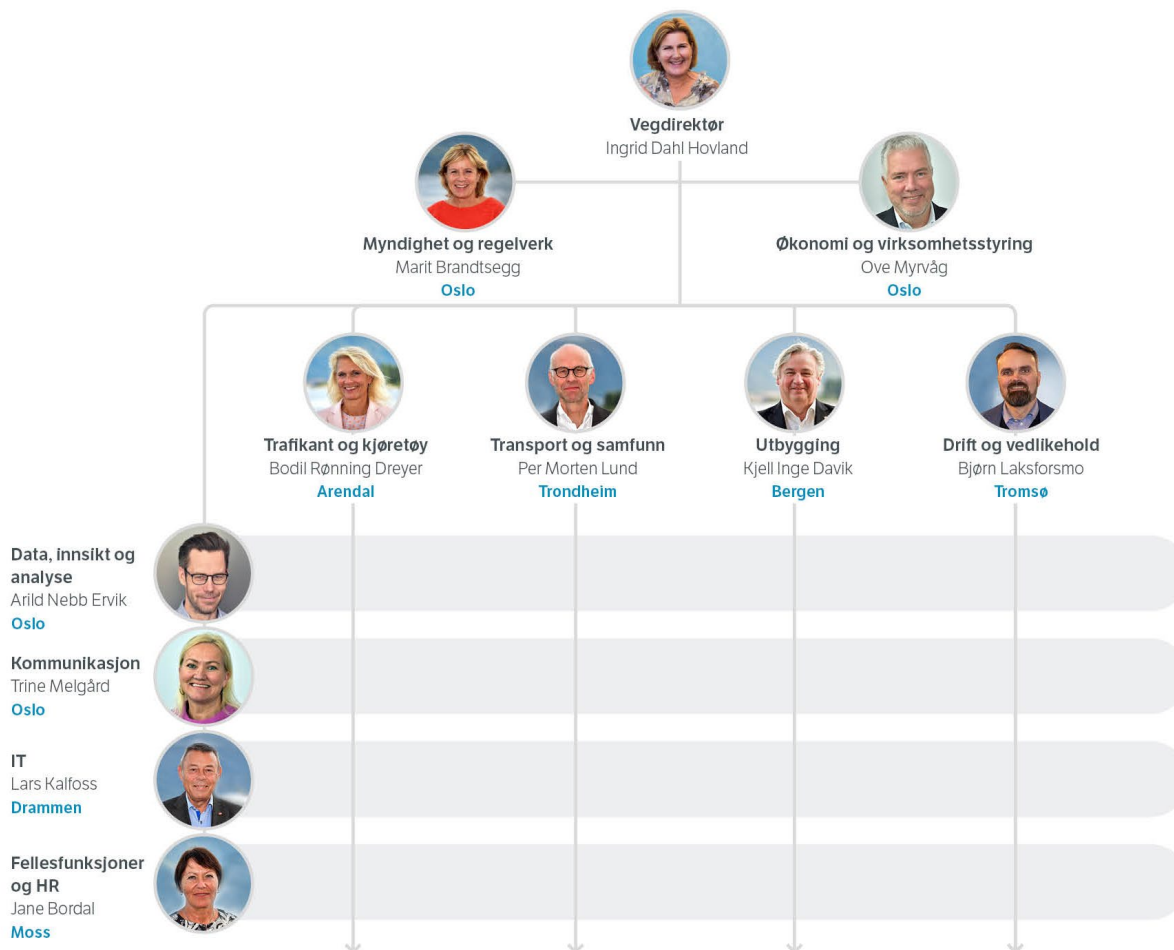 Vegdirektør
Ingrid Dahl Hovland
Myndighet og regelverk
Marit Brandtsegg
Oslo
Økonomi og virksomhetsstyring
Ove Myrvåg
Oslo
Trafikant og kjøretøy
Bodil Rønning Dreyer
Arendal
Transport og samfunn
Per Morten Lund
Trondheim
Utbygging
Kjell Inge Davik
Bergen
Drift og vedlikehold
Bjørn Laksforsmo
Tromsø
Data, innsikt og
analyse
Arild Nebb Ervik
Oslo
Kommunikasjon
Trine Melgård
Oslo
IT
Lars Kalfoss
Drammen
Fellesfunksjoner
og HR
Jane Bordal
Moss